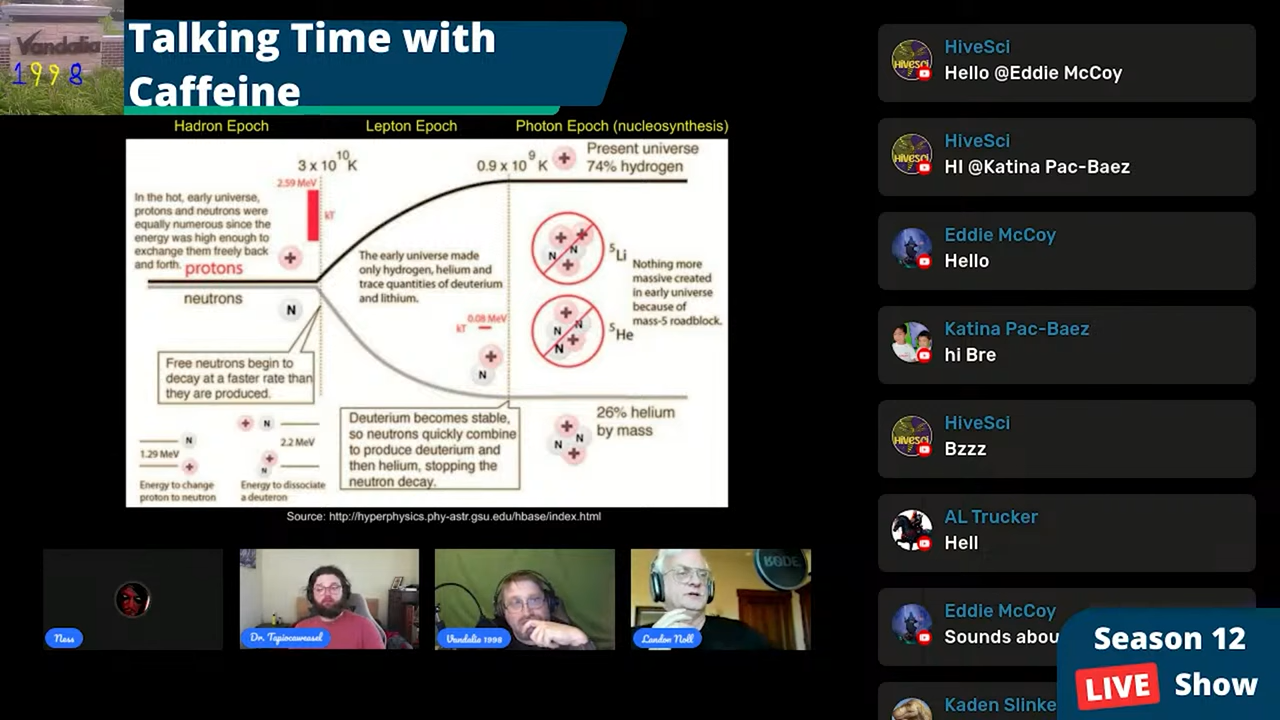 Vandalia
1998
Talking Time with
Caffeine
Hadron Epoch
Lepton Epoch
Photon Epoch (nucleosynthesis)
3 x 10¹⁰K
0.9 x 10⁹ K
Present universe
74% hydrogen
2.59 MeV
kT
In the hot, early universe,
protons and neutrons were
equally numerous since the
energy was high enough to
exchange them freely back
and forth.
protons
+
neutrons
N
The early universe made
only hydrogen, helium and
trace quantities of deuterium
and lithium.
⁵Li
Nothing more
massive created
in early universe
because of
mass-5 roadblock.
⁵He
0.08 MeV
kT
Free neutrons begin to
decay at a faster rate than
they are produced.
Deuterium becomes stable,
so neutrons quickly combine
to produce deuterium and
then helium, stopping the
neutron decay.
26% helium
by mass
1.29 MeV
Energy to change
proton to neutron
2.2 MeV
Energy to dissociate
a deuteron
Source: http://hyperphysics.phy-astr.gsu.edu/hbase/index.html
Ness
Dr. Tapiocaweasel
Vandalia 1998
Landon Noll
RODE
HiveSci
Hello @Eddie McCoy
HiveSci
HI @Katina Pac-Baez
Eddie McCoy
Hello
Katina Pac-Baez
hi Bre
HiveSci
Bzzz
AL Trucker
Hell
Eddie McCoy
Sounds abou
Kaden Slinke
Season 12
LIVE Show